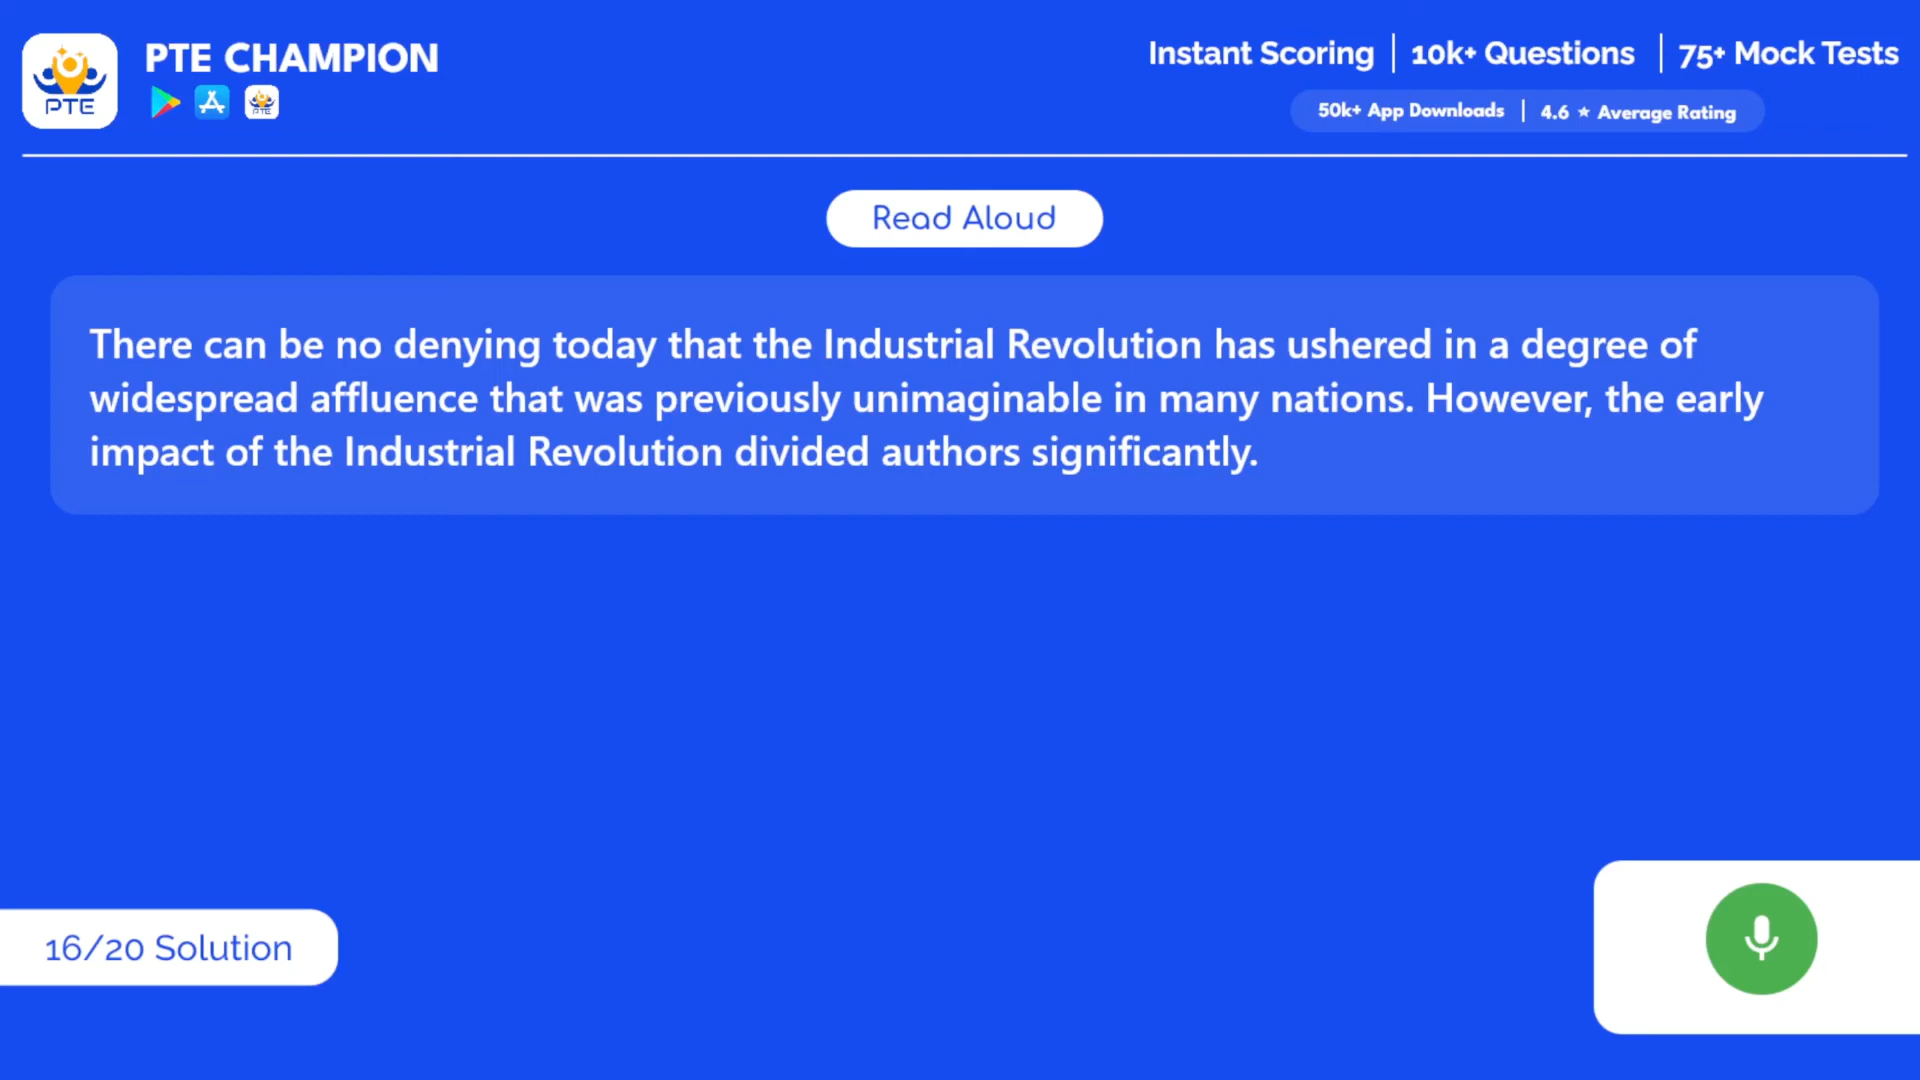 PTE CHAMPION
PTE
PTE
Instant Scoring | 10k+ Questions | 75+ Mock Tests
50k+ App Downloads | 4.6 ★ Average Rating
Read Aloud
There can be no denying today that the Industrial Revolution has ushered in a degree of
widespread affluence that was previously unimaginable in many nations. However, the early
impact of the Industrial Revolution divided authors significantly.
16/20 Solution